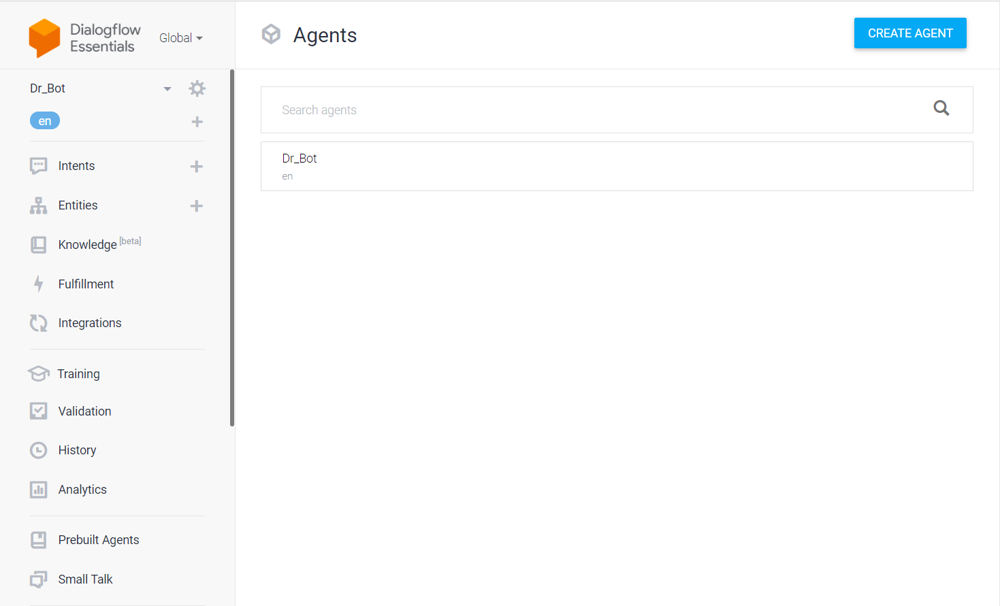 Dialogflow
Essentials
Global
Agents
CREATE AGENT
Dr_Bot
en
Search agents
Dr_Bot
en
Intents
Entities
Knowledge [beta]
Fulfillment
Integrations
Training
Validation
History
Analytics
Prebuilt Agents
Small Talk